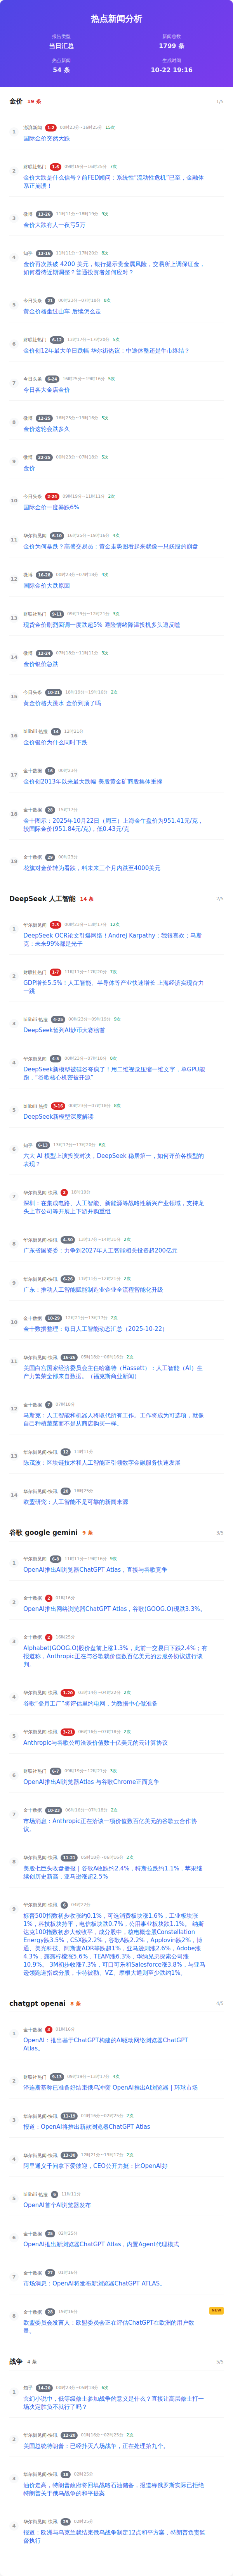 热点新闻分析
报告类型
新闻总数
当日汇总
1799 条
热点新闻
生成时间
54 条
10-22 19:16
金价 19 条
1/5
1
澎湃新闻 1-2 00时23分~16时25分 15次
国际金价突然大跌
2
财联社热门
金价大跌是什么信号？前FED顾问：系统性“流动性危机”已至，金融体
系正崩溃！
3
微博
金价大跌有人一夜亏5万
4
知乎
金价再次跌破 4200 美元，银行提示贵金属风险，交易所上调保证金，
如何看待近期调整？普通投资者如何应对？
5
今日头条
黄金价格坐过山车 后续怎么走
6
财联社热门
金价创12年最大单日跌幅 华尔街热议：中途休整还是牛市终结？
7
今日头条
今日各大金店金价
8
微博
金价这轮会跌多久
9
微博
金价
10
今日头条
国际金价一度暴跌6%
11
华尔街见闻
金价为何暴跌？高盛交易员：黄金走势图看起来就像一只妖股的崩盘
12
微博
国际金价大跌原因
13
财联社热门
现货金价剧烈回调一度跌超5% 避险情绪降温投机多头遭反噬
14
微博
金价银价急跌
15
今日头条
黄金价格大跳水 金价到顶了吗
16
bilibili 热搜
金价银价为什么同时下跌
17
金十数据
金价创2013年以来最大跌幅 美股黄金矿商股集体重挫
18
金十数据
金十图示：2025年10月22日（周三）上海金午盘价为951.41元/克，
较国际金价(951.84元/克)，低0.43元/克
19
金十数据
花旗对金价转为看跌，料未来三个月内跌至4000美元
DeepSeek 人工智能 14 条
2/5
1
华尔街见闻
DeepSeek OCR论文引爆网络！Andrej Karpathy：我很喜欢；马斯
克：未来99%都是光子
2
财联社热门
GDP增长5.5%！人工智能、半导体等产业快速增长 上海经济实现奋力
一跳
3
bilibili 热搜
DeepSeek暂列AI炒币大赛榜首
4
华尔街见闻
DeepSeek新模型被硅谷夸疯了！用二维视觉压缩一维文字，单GPU能
跑，“谷歌核心机密被开源”
5
bilibili 热搜
DeepSeek新模型深度解读
6
知乎
六大 AI 模型上演投资对决，DeepSeek 稳居第一，如何评价各模型的
表现？
7
华尔街见闻-快讯
深圳：在集成电路、人工智能、新能源等战略性新兴产业领域，支持龙
头上市公司等开展上下游并购重组
8
华尔街见闻-快讯
广东省国资委：力争到2027年人工智能相关投资超200亿元
9
华尔街见闻-快讯
广东：推动人工智能赋能制造业企业全流程智能化升级
10
金十数据
金十数据整理：每日人工智能动态汇总（2025-10-22）
11
华尔街见闻-快讯
美国白宫国家经济委员会主任哈塞特（Hassett）：人工智能（AI）生
产力繁荣全部来自数据。（福克斯商业新闻）
12
金十数据
马斯克：人工智能和机器人将取代所有工作。工作将成为可选项，就像
自己种植蔬菜而不是从商店购买一样。
13
华尔街见闻-快讯
陈茂波：区块链技术和人工智能正引领数字金融服务快速发展
14
华尔街见闻-快讯
欧盟研究：人工智能不是可靠的新闻来源
谷歌 google gemini 9 条
3/5
1
华尔街见闻
OpenAI推出AI浏览器ChatGPT Atlas，直接与谷歌竞争
2
金十数据
OpenAI推出网络浏览器ChatGPT Atlas，谷歌(GOOG.O)现跌3.3%。
3
金十数据
Alphabet(GOOG.O)股价盘前上涨1.3%，此前一交易日下跌2.4%；有
报道称，Anthropic正在与谷歌就价值数百亿美元的云服务协议进行谈
判。
4
华尔街见闻-快讯
谷歌“登月工厂”将评估里约电网，为数据中心做准备
5
华尔街见闻-快讯
Anthropic与谷歌公司洽谈价值数十亿美元的云计算协议
6
财联社热门
OpenAI推出AI浏览器Atlas 与谷歌Chrome正面竞争
7
金十数据
市场消息：Anthropic正在洽谈一项价值数百亿美元的谷歌云合作协
议。
8
华尔街见闻-快讯
美股七巨头收盘播报｜谷歌A收跌约2.4%，特斯拉跌约1.1%，苹果继
续创历史新高，亚马逊涨超2.5%
9
华尔街见闻-快讯
标普500指数初步收涨约0.1%，可选消费板块涨1.6%，工业板块涨
1%，科技板块持平，电信板块跌0.7%，公用事业板块跌1.1%。 纳斯
达克100指数初步大致收平，成分股中，核电概念股Constellation
Energy跌3.5%，CSX跌2.2%，谷歌A跌2.2%，Applovin跌2%，博
通、美光科技、阿斯麦ADR等跌超1%，亚马逊则涨2.6%，Adobe涨
4.3%，露露柠檬涨5.6%，TEAM涨6.3%，华纳兄弟探索公司涨
10.9%。 3M初步收涨7.3%，可口可乐和Salesforce涨3.8%，与亚马
逊领跑道指成分股，卡特彼勒、VZ、摩根大通则至少跌约1%。
chatgpt openai 8 条
4/5
1
金十数据
OpenAI：推出基于ChatGPT构建的AI驱动网络浏览器ChatGPT
Atlas。
2
财联社热门
泽连斯基称已准备好结束俄乌冲突 OpenAI推出AI浏览器 | 环球市场
3
华尔街见闻-快讯
报道：OpenAI将推出新款浏览器ChatGPT Atlas
4
华尔街见闻-快讯
阿里通义千问拿下爱彼迎，CEO公开力挺：比OpenAI好
5
bilibili 热搜
OpenAI首个AI浏览器发布
6
金十数据
OpenAI推出新浏览器ChatGPT Atlas，内置Agent代理模式
7
金十数据
市场消息：OpenAI将发布新浏览器ChatGPT ATLAS。
8
华尔街见闻-快讯
NEW
欧盟委员会发言人：欧盟委员会正在评估ChatGPT在欧洲的用户数
量。
战争 4 条
5/5
1
知乎
玄幻小说中，低等级修士参加战争的意义是什么？直接让高层修士打一
场决定胜负不就行了吗？
2
华尔街见闻-快讯
美国总统特朗普：已经扑灭八场战争，正在处理第九个。
3
华尔街见闻-快讯
油价走高，特朗普政府将回填战略石油储备，报道称俄罗斯实际已拒绝
特朗普关于俄乌战争的和平提案
4
华尔街见闻-快讯
报道：欧洲与乌克兰就结束俄乌战争制定12点和平方案，特朗普负责监
督执行